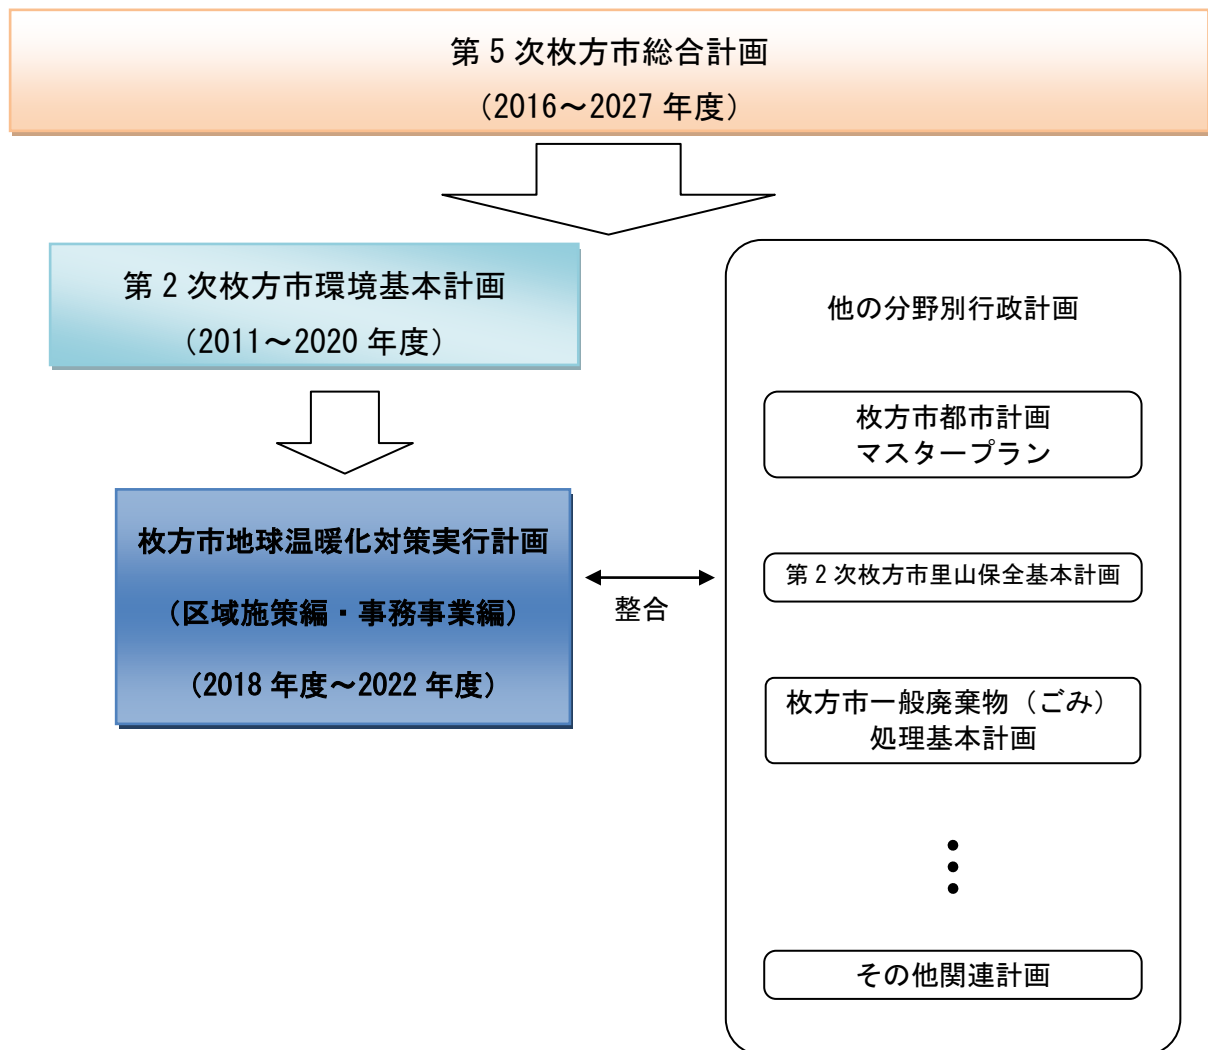 第５次枚方市総合計画
（2016～2027 年度）
第２次枚方市環境基本計画
（2011～2020 年度）
枚方市地球温暖化対策実行計画
（区域施策編・事務事業編）
（2018 年度～2022 年度）
整合
他の分野別行政計画
枚方市都市計画
マスタープラン
第２次枚方市里山保全基本計画
枚方市一般廃棄物（ごみ）
処理基本計画
その他関連計画